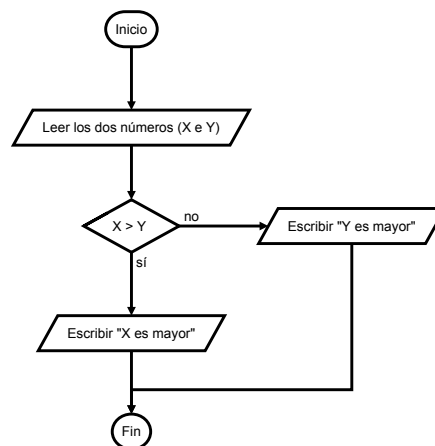 Inicio
Leer los dos números (X e Y)
X > Y
no
Escribir "Y es mayor"
sí
Escribir "X es mayor"
Fin